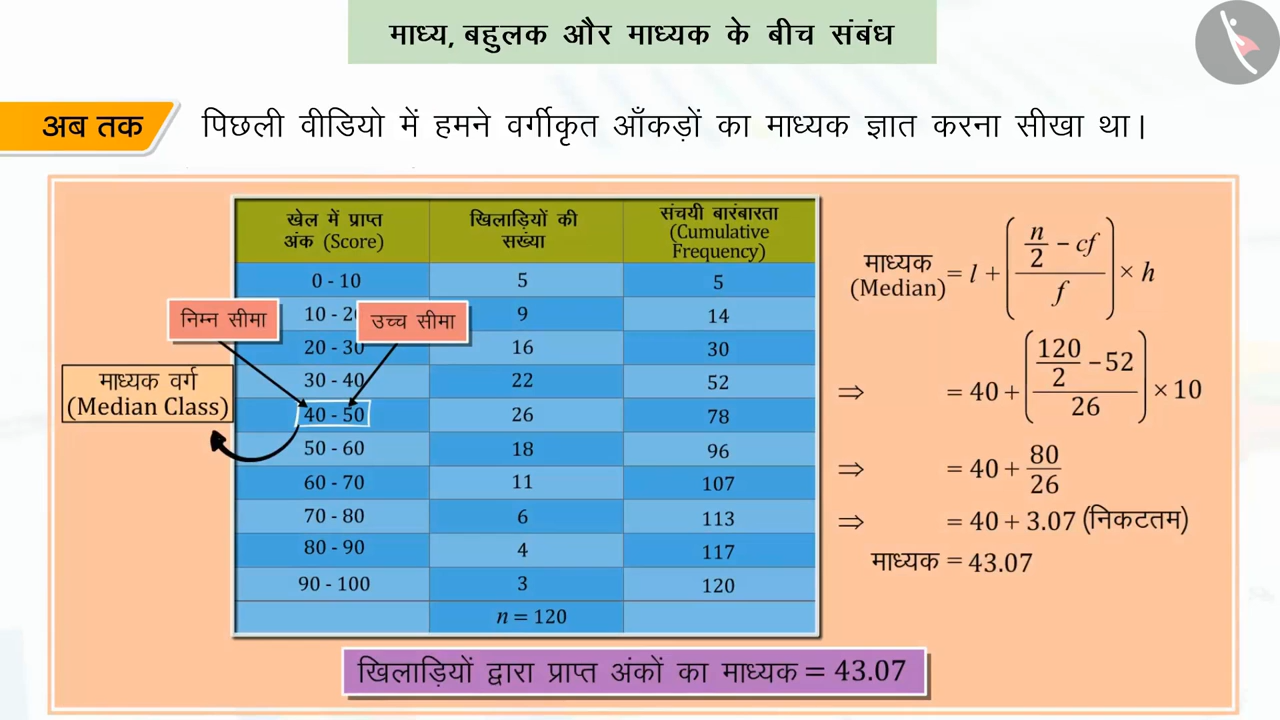 माध्य, बहुलक और माध्यक के बीच संबंध
अब तक
पिछली वीडियो में हमने वर्गीकृत आँकड़ों का माध्यक ज्ञात करना सीखा था।
खेल में प्राप्त अंक (Score) खिलाड़ियों की सख्या संचयी बारंबारता (Cumulative Frequency)
0 - 10 5 5
10 - 20 9 14
20 - 30 16 30
30 - 40 22 52
40 - 50 26 78
50 - 60 18 96
60 - 70 11 107
70 - 80 6 113
80 - 90 4 117
90 - 100 3 120
n = 120
निम्न सीमा
उच्च सीमा
माध्यक वर्ग
(Median Class)
माध्यक (Median) = l + ( (n/2 − cf) / f ) × h
⇒ = 40 + ( (120/2 − 52) / 26 ) × 10
⇒ = 40 + 80/26
⇒ = 40 + 3.07 (निकटतम)
माध्यक = 43.07
खिलाड़ियों द्वारा प्राप्त अंकों का माध्यक = 43.07